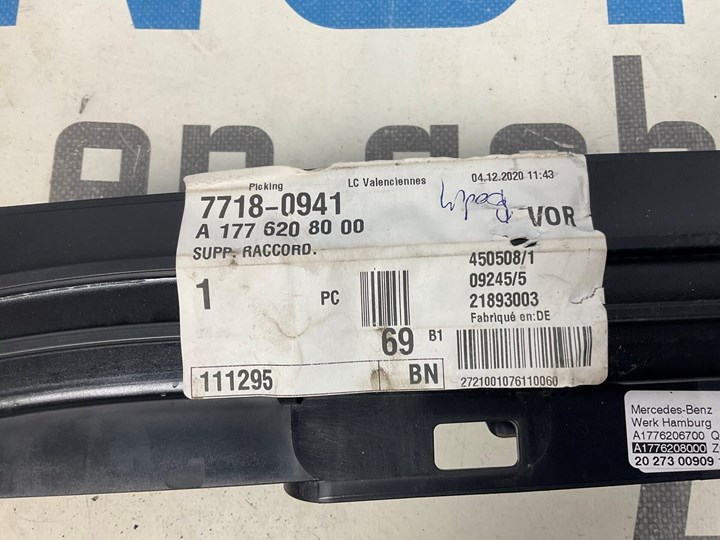 Picking LC Valenciennes 04.12.2020 11:43
7718-0941
VOR
A 177 620 80 00
SUPP. RACCORD.
450508/1
1 PC 09245/5
21893003
Fabriqué en:DE
69 B1
111295 BN
2721001076110060
Mercedes-Benz
Werk Hamburg
A1776206700 Q
A1776208000 Z
20 273 00909